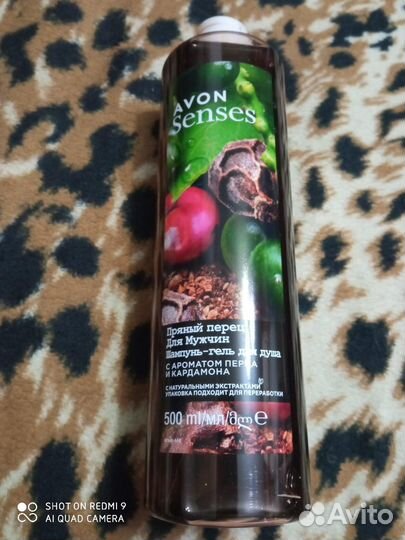 AVON
Senses
Пряный перец
Для Мужчин
Шампунь-гель для душа
С АРОМАТОМ ПЕРЦА
И КАРДАМОНА
С НАТУРАЛЬНЫМИ ЭКСТРАКТАМИ
УПАКОВКА ПОДХОДИТ ДЛЯ ПЕРЕРАБОТКИ
500 ml/мл/მლ e
SHOT ON REDMI 9
AI QUAD CAMERA
Avito